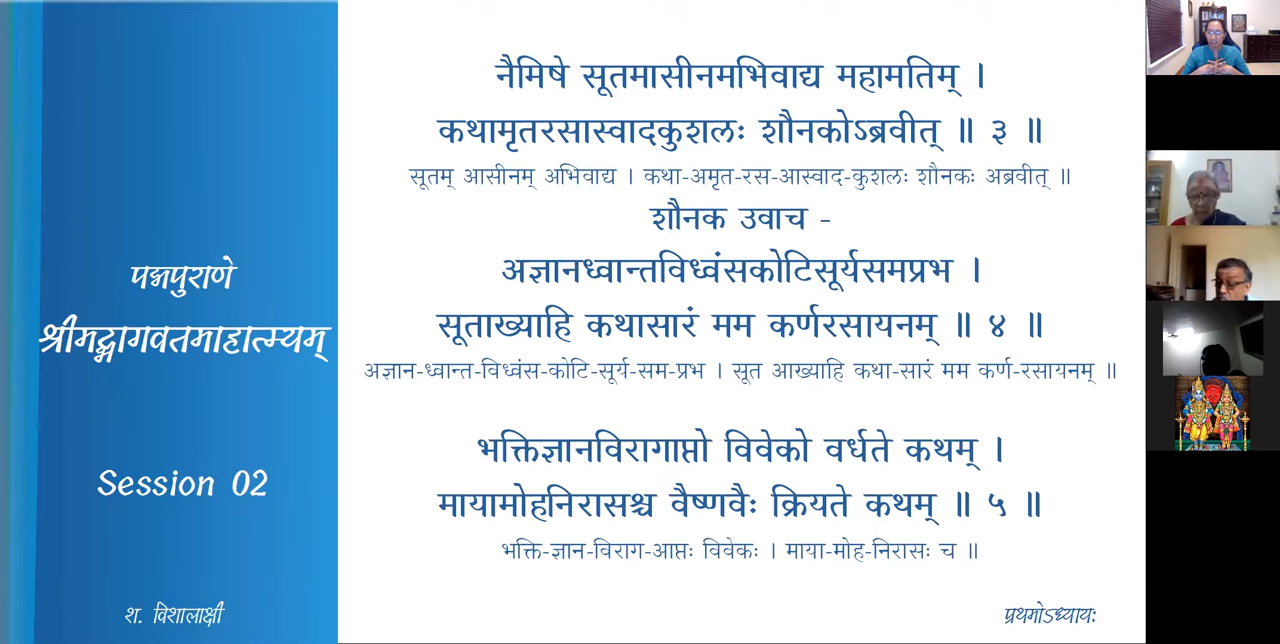 पद्मपुराणे
श्रीमद्भागवतमाहात्म्यम्
Session 02
श. विशालाक्षी
नैमिषे सूतमासीनमभिवाद्य महामतिम् ।
कथामृतरसास्वादकुशलः शौनकोऽब्रवीत् ॥ ३ ॥
सूतम् आसीनम् अभिवाद्य । कथा-अमृत-रस-आस्वाद-कुशलः शौनकः अब्रवीत् ॥
शौनक उवाच -
अज्ञानध्वान्तविध्वंसकोटिसूर्यसमप्रभ ।
सूताख्याहि कथासारं मम कर्णरसायनम् ॥ ४ ॥
अज्ञान-ध्वान्त-विध्वंस-कोटि-सूर्य-सम-प्रभ । सूत आख्याहि कथा-सारं मम कर्ण-रसायनम् ॥
भक्तिज्ञानविरागाप्तो विवेको वर्धते कथम् ।
मायामोहनिरासश्च वैष्णवैः क्रियते कथम् ॥ ५ ॥
भक्ति-ज्ञान-विराग-आप्तः विवेकः । माया-मोह-निरासः च ॥
प्रथमोऽध्यायः